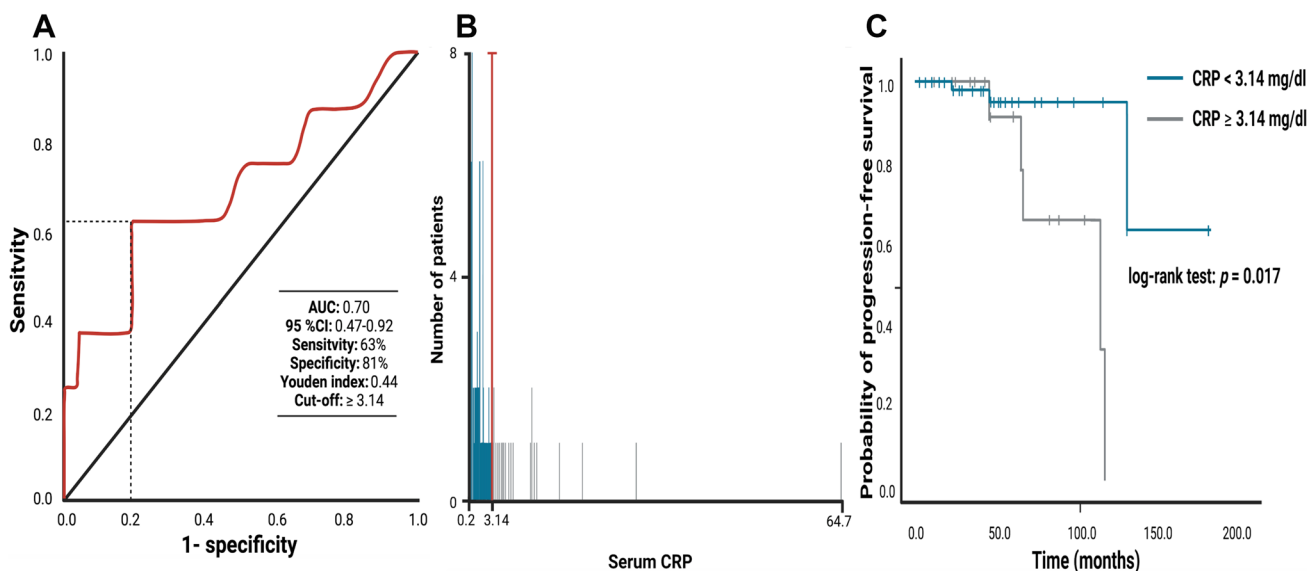 A
1.0
0.8
0.6
0.4
0.2
0.0
Sensitvity
0.0 0.2 0.4 0.6 0.8 1.0
1- specificity
AUC: 0.70
95 %CI: 0.47-0.92
Sensitvity: 63%
Specificity: 81%
Youden index: 0.44
Cut-off: ≥ 3.14
B
8
4
0
Number of patients
0.2 3.14 64.7
Serum CRP
C
1.0
0.8
0.6
0.4
0.2
0.0
Probability of progression-free survival
CRP < 3.14 mg/dl
CRP ≥ 3.14 mg/dl
log-rank test: p = 0.017
0.0 50.0 100.0 150.0 200.0
Time (months)